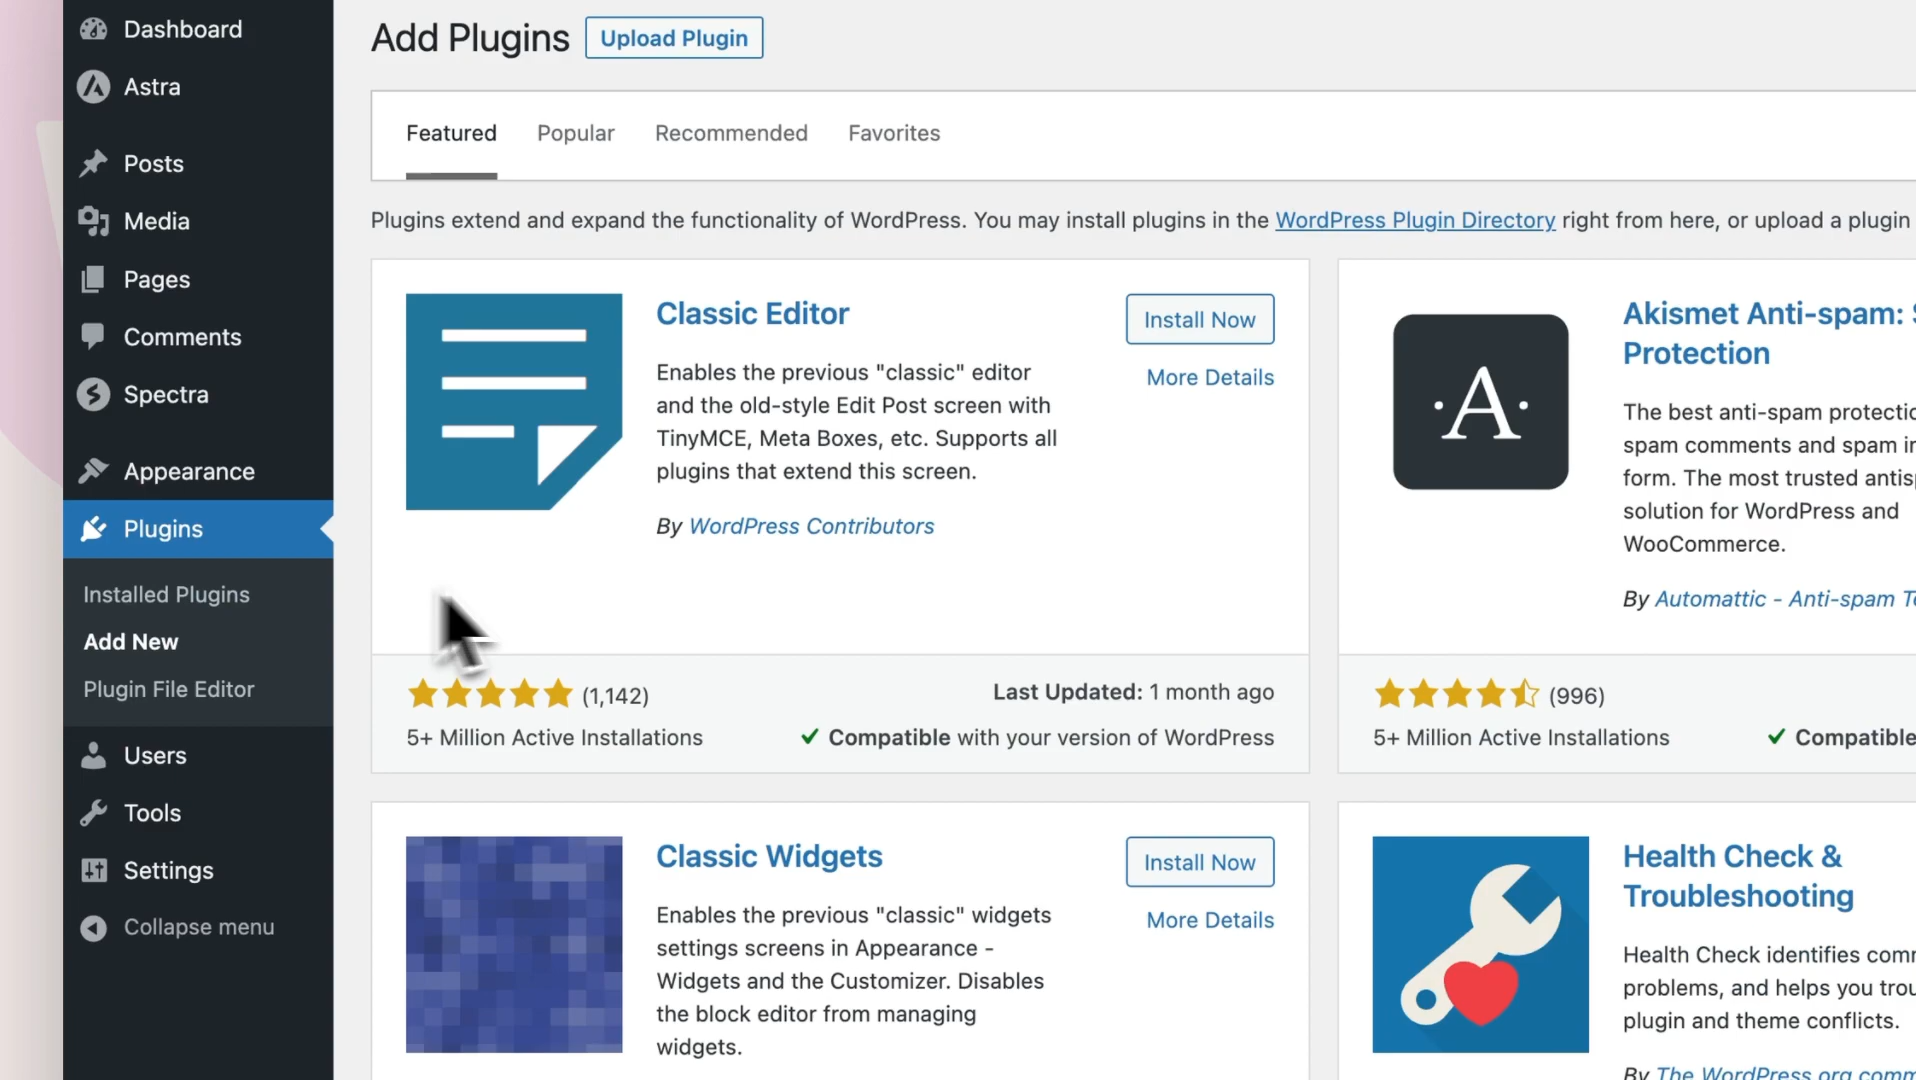 Dashboard
Astra
Posts
Media
Pages
Comments
Spectra
Appearance
Plugins
Installed Plugins
Add New
Plugin File Editor
Users
Tools
Settings
Collapse menu
Add Plugins
Upload Plugin
Featured
Popular
Recommended
Favorites
Plugins extend and expand the functionality of WordPress. You may install plugins in the WordPress Plugin Directory right from here, or upload a plugin
Classic Editor
Install Now
More Details
Enables the previous "classic" editor
and the old-style Edit Post screen with
TinyMCE, Meta Boxes, etc. Supports all
plugins that extend this screen.
By WordPress Contributors
(1,142)
Last Updated: 1 month ago
5+ Million Active Installations
Compatible with your version of WordPress
·A·
Akismet Anti-spam:
Protection
The best anti-spam
spam comments and spam
form. The most trusted
solution for WordPress and
WooCommerce.
By Automattic - Anti-spam
(996)
5+ Million Active Installations
Compatible
Classic Widgets
Install Now
More Details
Enables the previous "classic" widgets
settings screens in Appearance -
Widgets and the Customizer. Disables
the block editor from managing
widgets.
Health Check &
Troubleshooting
Health Check identifies
problems, and helps you
plugin and theme conflicts.
By The WordPress.org